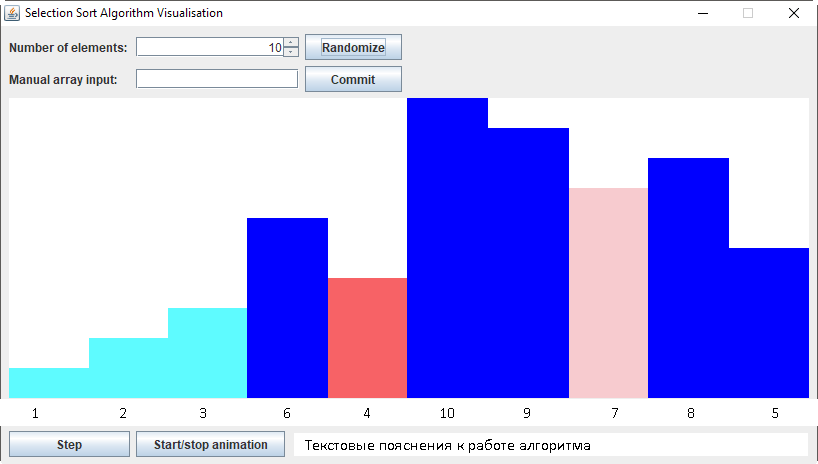 Selection Sort Algorithm Visualisation
Number of elements: 10 Randomize
Manual array input: Commit
1 2 3 6 4 10 9 7 8 5
Step Start/stop animation Текстовые пояснения к работе алгоритма